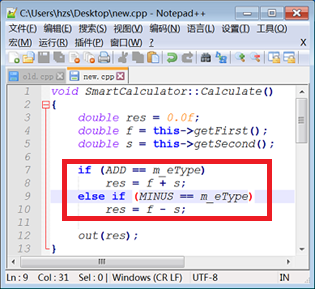 C:\Users\hzs\Desktop\new.cpp - Notepad++
文件(F) 编辑(E) 搜索(S) 视图(V) 编码(N) 语言(L) 设置(T) 工具(O)
宏(M) 运行(R) 插件(P) 窗口(W) ?
X
old.cpp new.cpp
1 void SmartCalculator::Calculate()
2 {
3 double res = 0.0f;
4 double f = this->getFirst();
5 double s = this->getSecond();
6
7 if (ADD == m_eType)
8 res = f + s;
9 else if (MINUS == m_eType)
10 res = f - s;
11
12 out(res);
13 }
Ln : 9 Col : 31 Sel : 0 | Windows (CR LF) UTF-8 IN